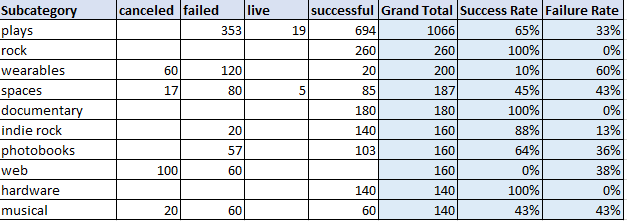 Subcategory canceled failed live successful Grand Total Success Rate Failure Rate
plays 353 19 694 1066 65% 33%
rock 260 260 100% 0%
wearables 60 120 20 200 10% 60%
spaces 17 80 5 85 187 45% 43%
documentary 180 180 100% 0%
indie rock 20 140 160 88% 13%
photobooks 57 103 160 64% 36%
web 100 60 160 0% 38%
hardware 140 140 100% 0%
musical 20 60 60 140 43% 43%